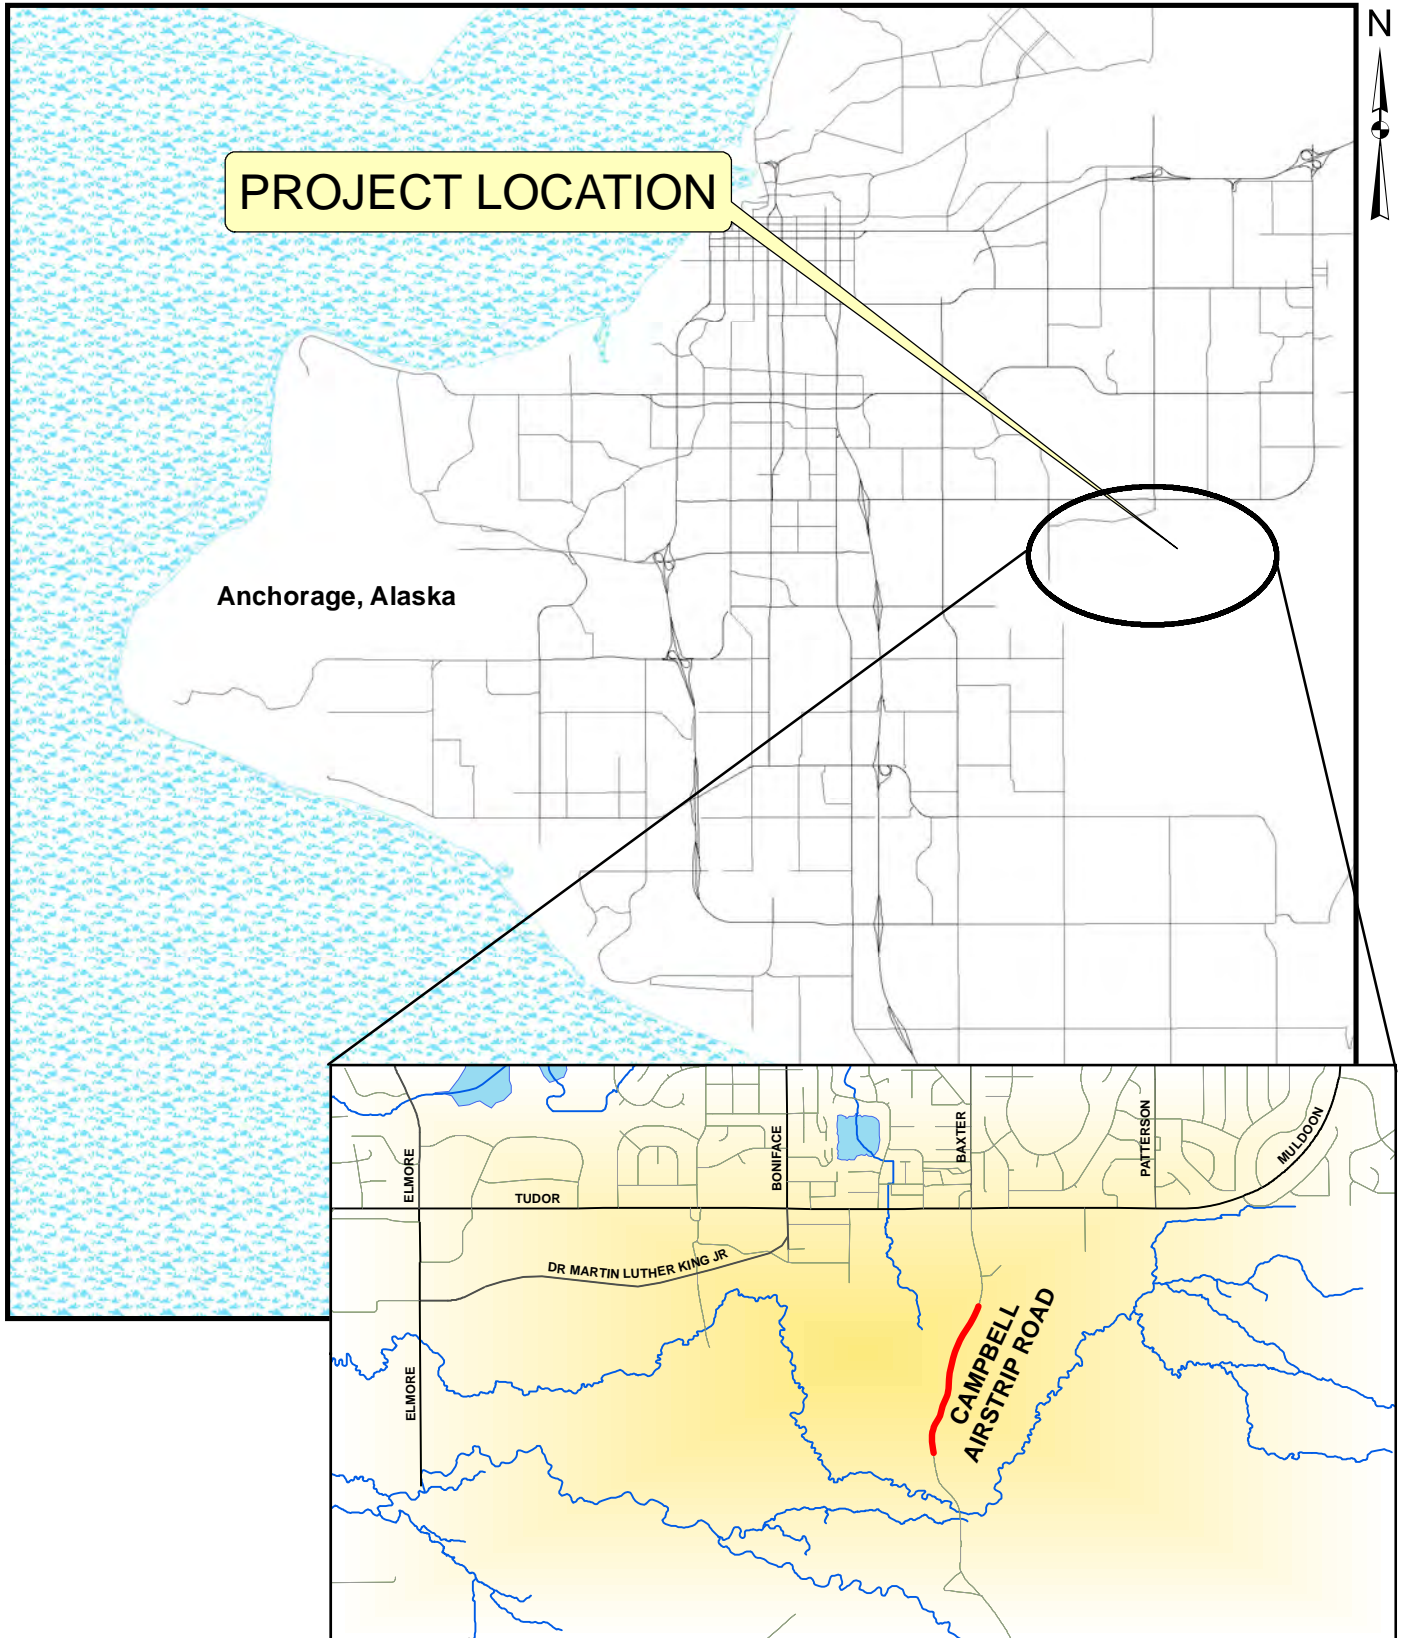 N
PROJECT LOCATION
Anchorage, Alaska
ELMORE
TUDOR
BONIFACE
BAXTER
PATTERSON
MULDOON
DR MARTIN LUTHER KING JR
ELMORE
CAMPBELL
AIRSTRIP ROAD